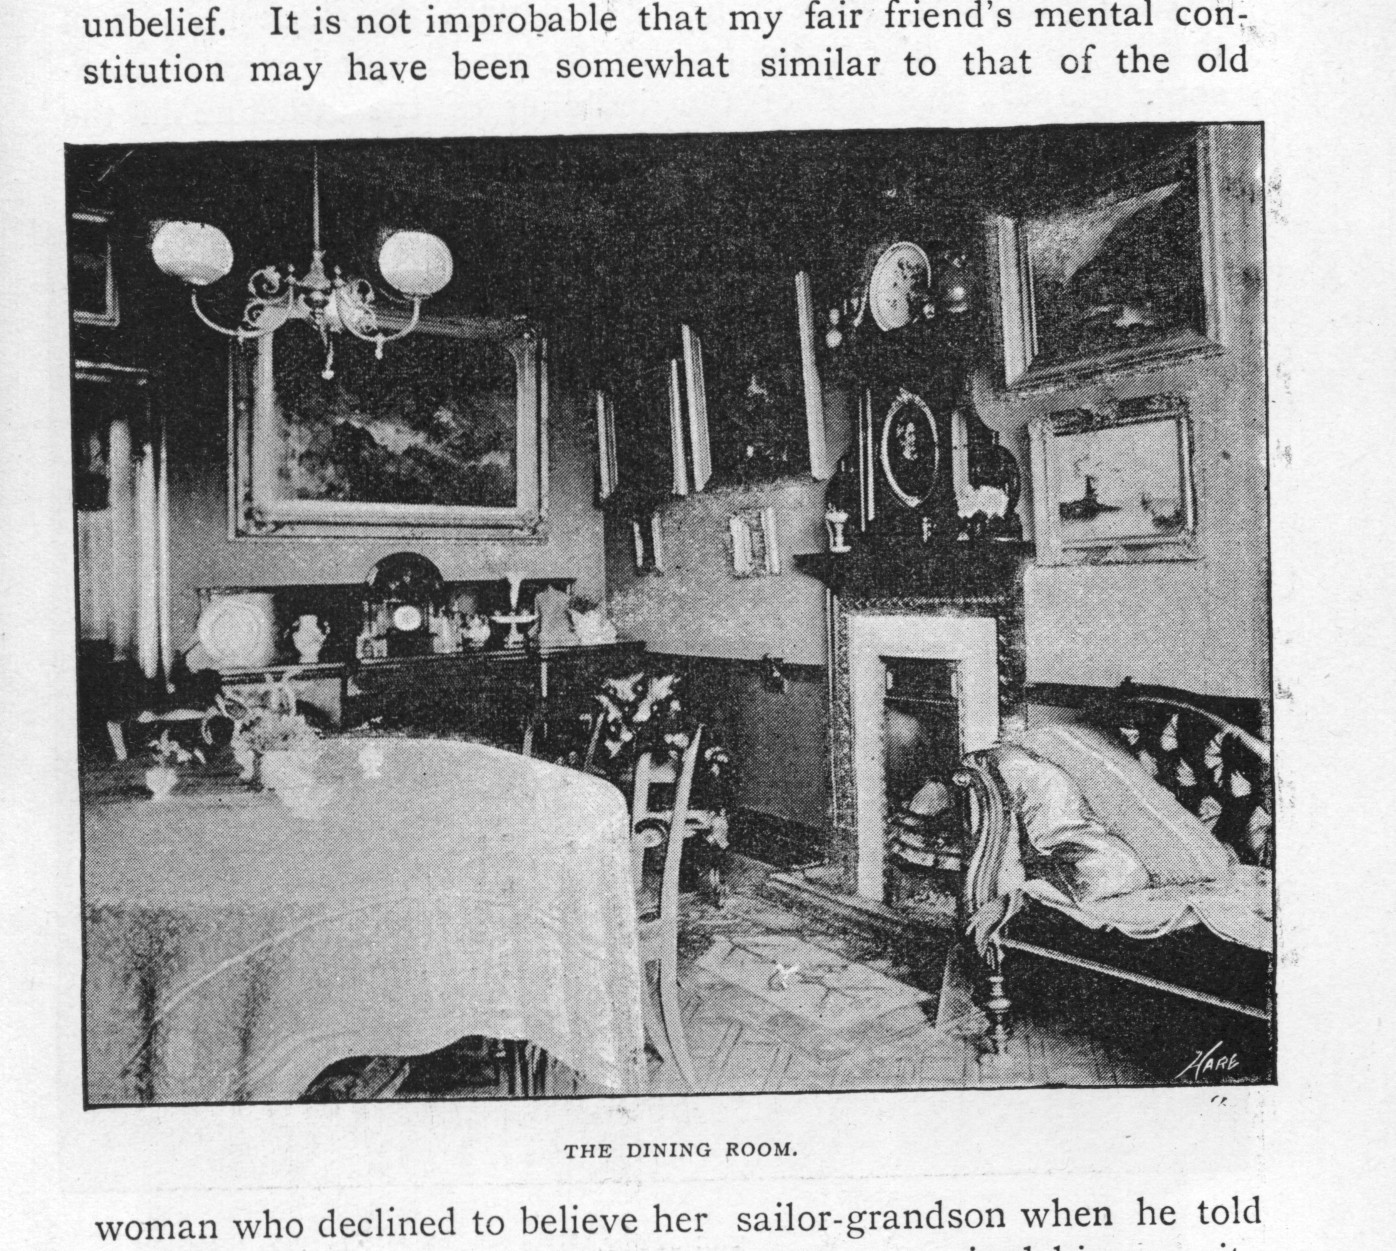 unbelief. It is not improbable that my fair friend's mental con-
stitution may have been somewhat similar to that of the old
HARE
THE DINING ROOM.
woman who declined to believe her sailor-grandson when he told